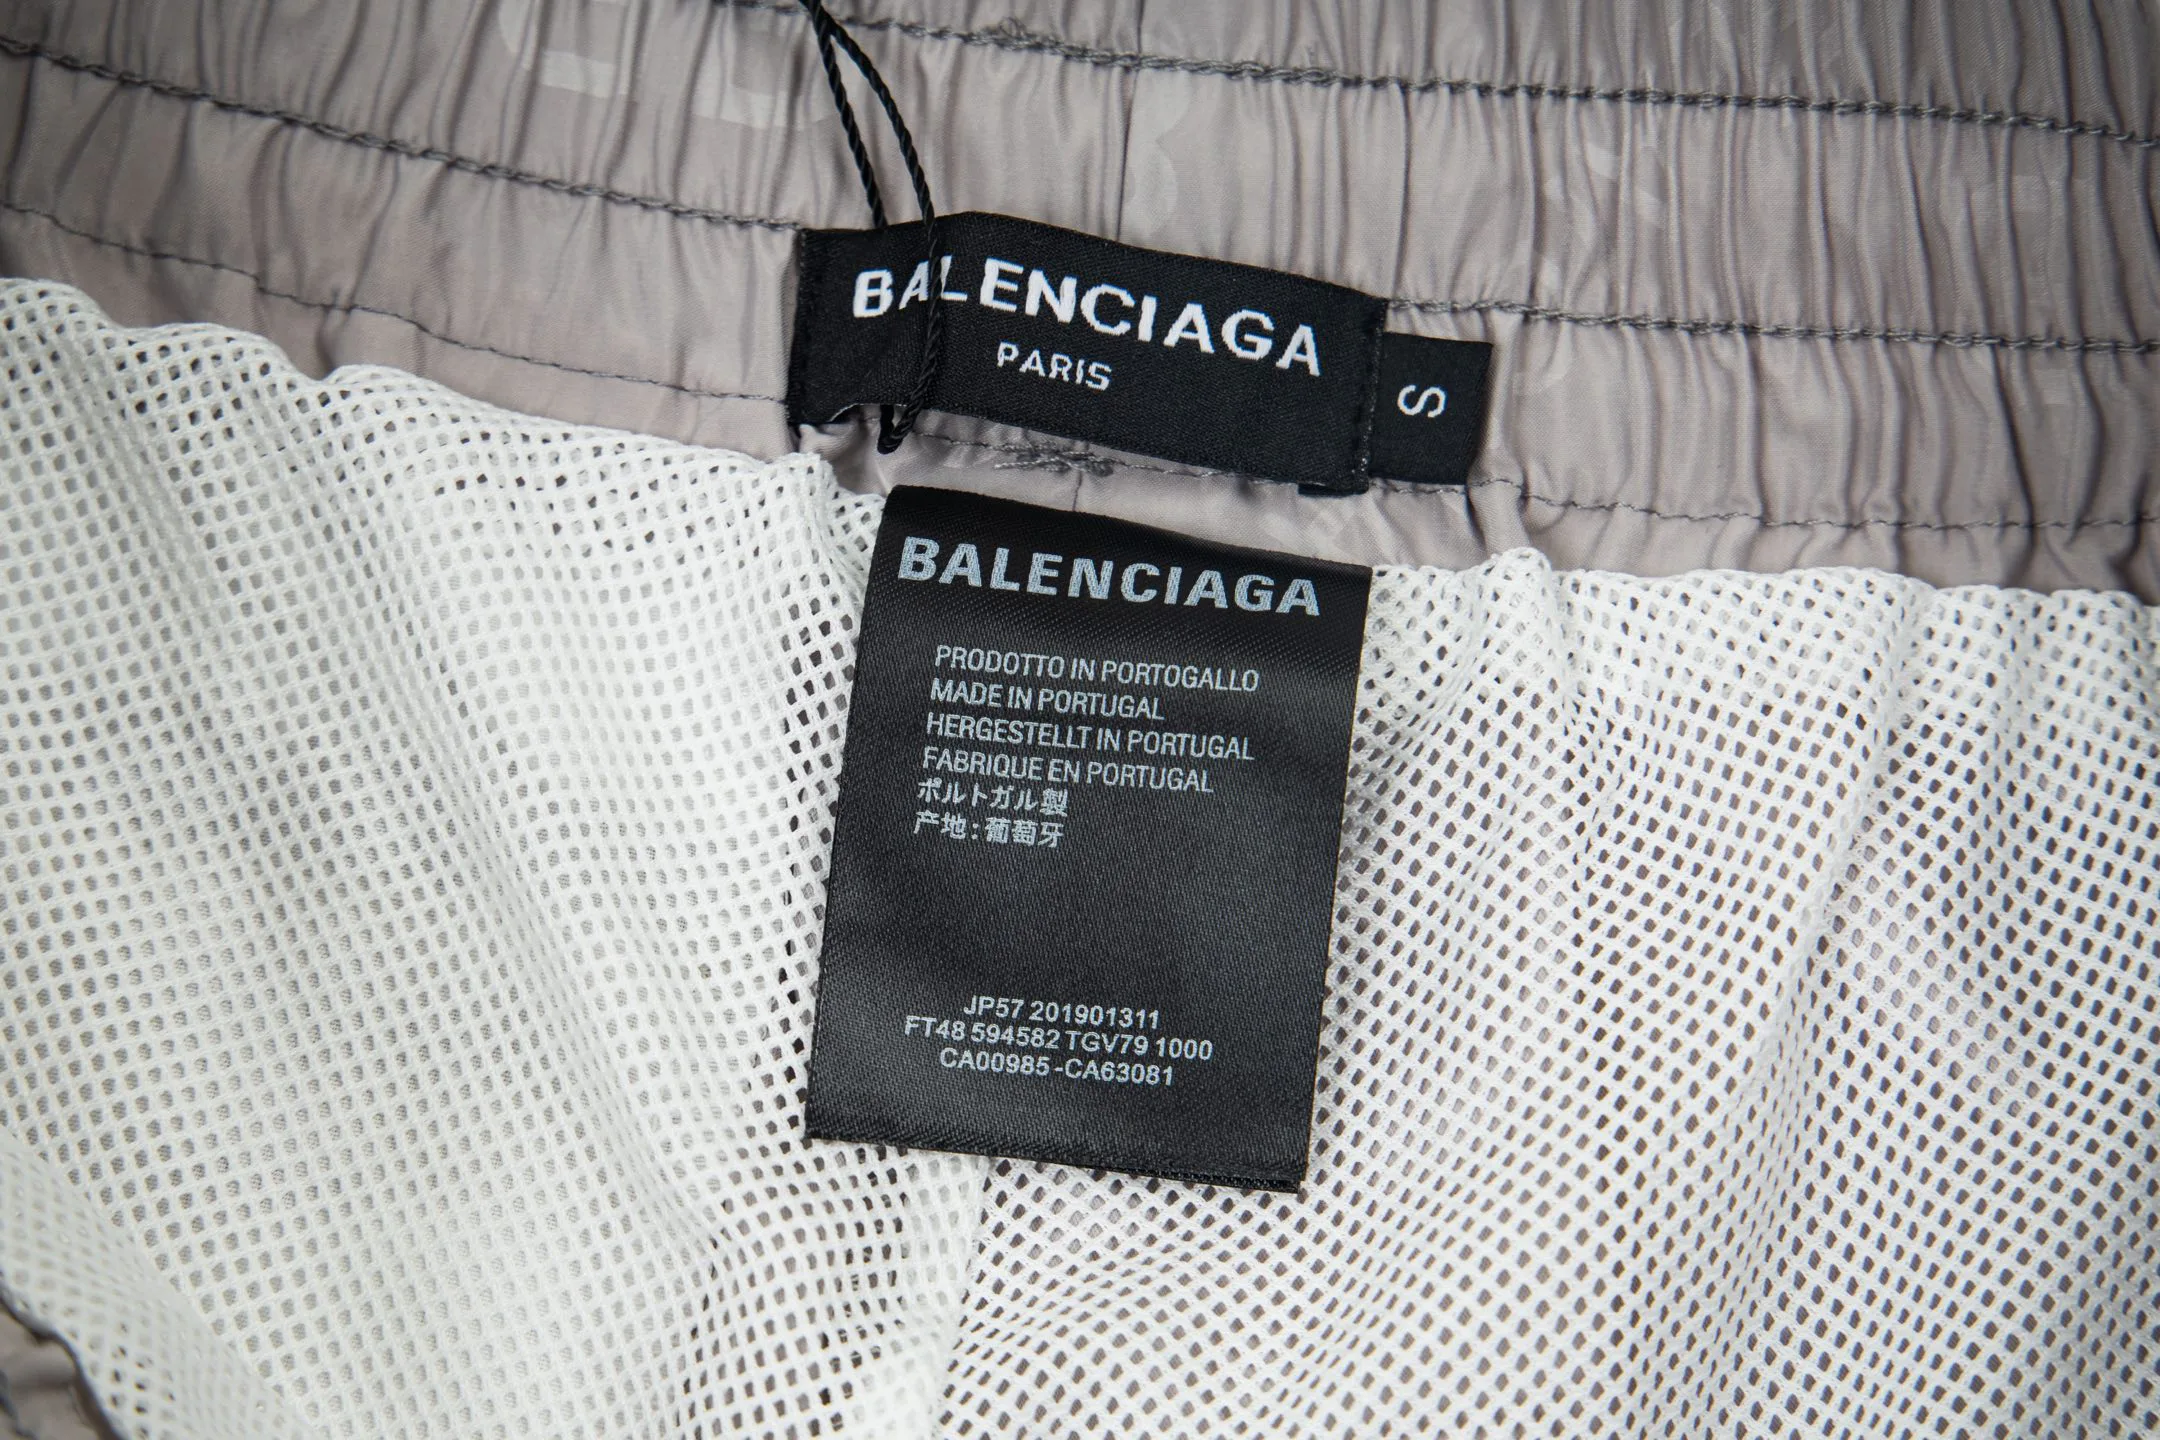 BALENCIAGA
PARIS
S
BALENCIAGA
PRODOTTO IN PORTOGALLO
MADE IN PORTUGAL
HERGESTELLT IN PORTUGAL
FABRIQUE EN PORTUGAL
ポルトガル製
产地:葡萄牙
JP57 201901311
FT48 594582 TGV79 1000
CA00985-CA63081